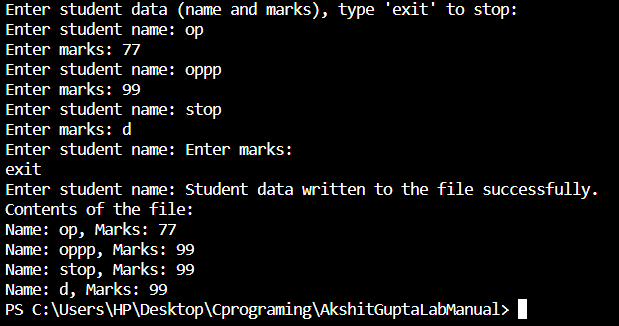 Enter student data (name and marks), type 'exit' to stop:
Enter student name: op
Enter marks: 77
Enter student name: oppp
Enter marks: 99
Enter student name: stop
Enter marks: d
Enter student name: Enter marks:
exit
Enter student name: Student data written to the file successfully.
Contents of the file:
Name: op, Marks: 77
Name: oppp, Marks: 99
Name: stop, Marks: 99
Name: d, Marks: 99
PS C:\Users\HP\Desktop\Cprograming\AkshitGuptaLabManual>